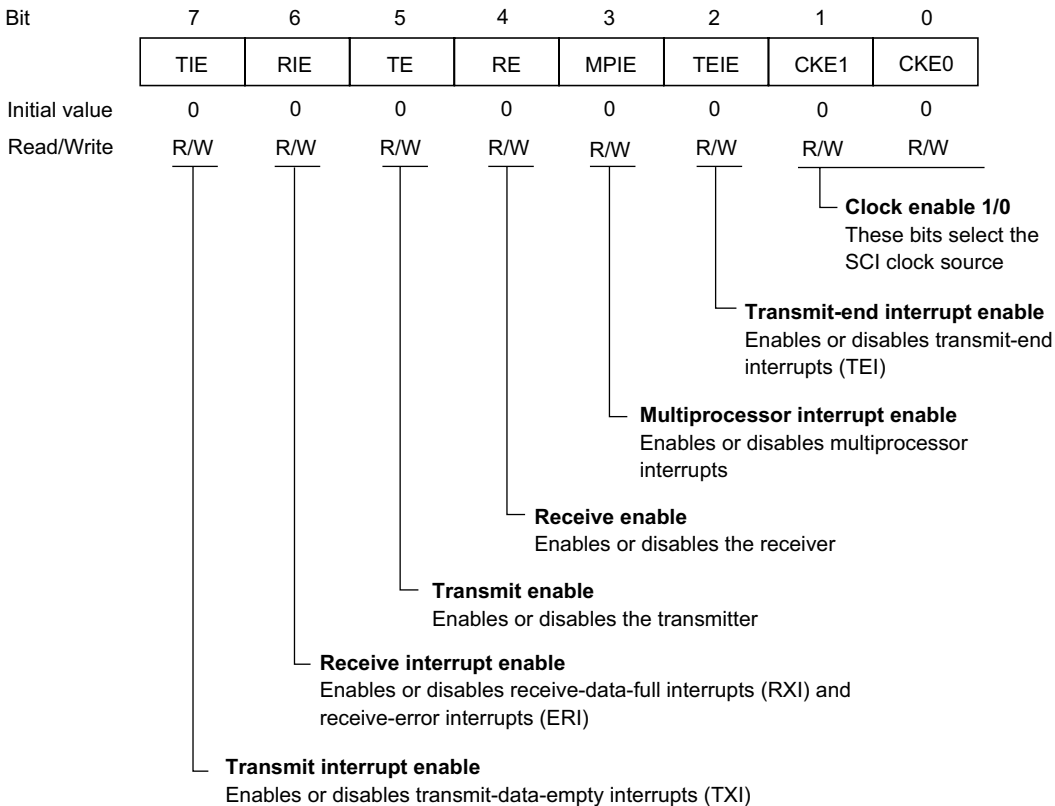 Bit 7 6 5 4 3 2 1 0
TIE RIE TE RE MPIE TEIE CKE1 CKE0
Initial value 0 0 0 0 0 0 0 0
Read/Write R/W R/W R/W R/W R/W R/W R/W R/W
Clock enable 1/0
These bits select the
SCI clock source
Transmit-end interrupt enable
Enables or disables transmit-end
interrupts (TEI)
Multiprocessor interrupt enable
Enables or disables multiprocessor
interrupts
Receive enable
Enables or disables the receiver
Transmit enable
Enables or disables the transmitter
Receive interrupt enable
Enables or disables receive-data-full interrupts (RXI) and
receive-error interrupts (ERI)
Transmit interrupt enable
Enables or disables transmit-data-empty interrupts (TXI)